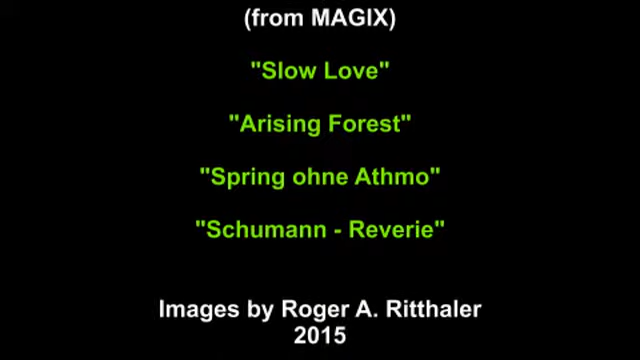 (from MAGIX)
"Slow Love"
"Arising Forest"
"Spring ohne Athmo"
"Schumann - Reverie"
Images by Roger A. Ritthaler
2015